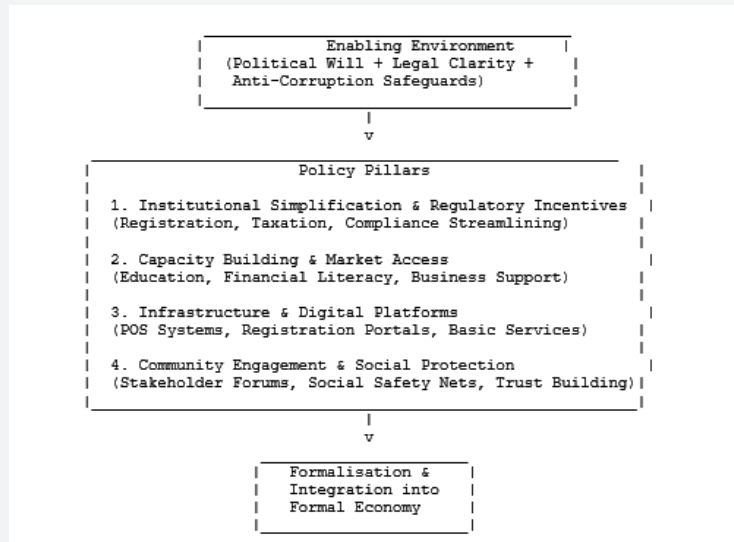 Enabling Environment
(Political Will + Legal Clarity +
Anti-Corruption Safeguards)
v
Policy Pillars
1. Institutional Simplification & Regulatory Incentives
(Registration, Taxation, Compliance Streamlining)
2. Capacity Building & Market Access
(Education, Financial Literacy, Business Support)
3. Infrastructure & Digital Platforms
(POS Systems, Registration Portals, Basic Services)
4. Community Engagement & Social Protection
(Stakeholder Forums, Social Safety Nets, Trust Building)
v
Formalisation &
Integration into
Formal Economy